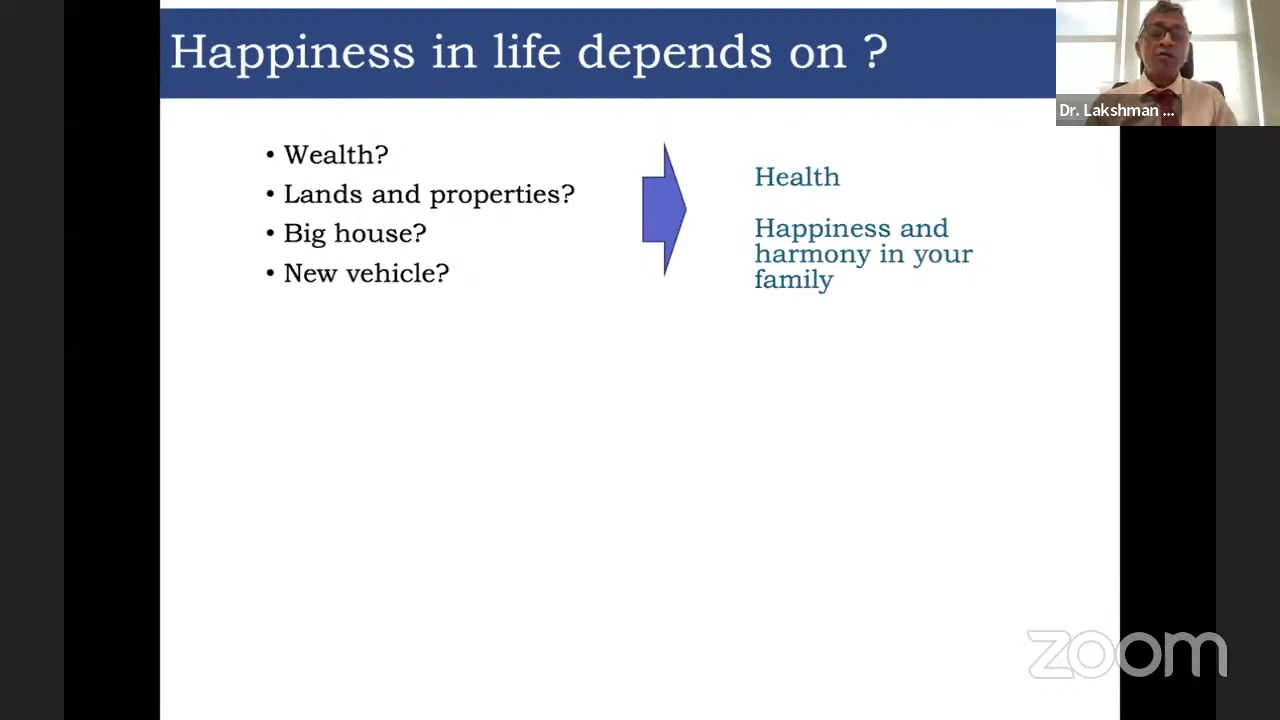 Happiness in life depends on ?
Dr. Lakshman ...
• Wealth?
• Lands and properties?
• Big house?
• New vehicle?
Health
Happiness and
harmony in your
family
zoom